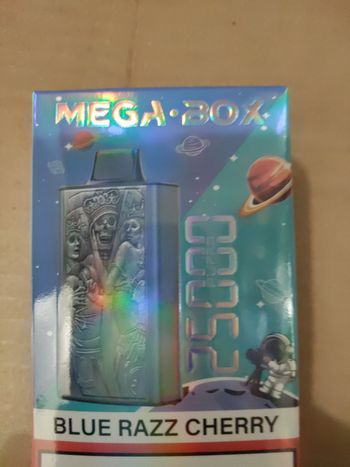 MEGA·BOX
25000
BLUE RAZZ CHERRY